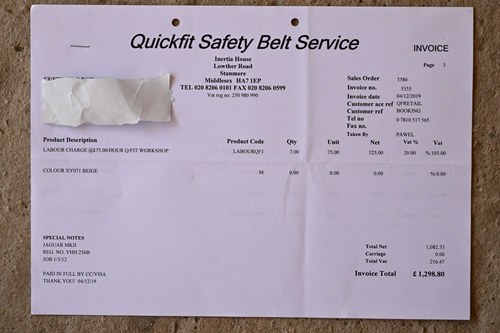 Quickfit Safety Belt Service
INVOICE
Inertia House
Lowther Road
Stanmore
Middlesex HA7 1EP
TEL 020 8206 0101 FAX 020 8206 0599
Vat reg no: 250 980 990
Page 3
Sales Order 3586
Invoice no. 5355
Invoice date 04/12/2019
Customer acc ref QFRETAIL
Customer ref BOOKING
Tel no 0 7810 517 565
Fax no.
Taken By PAWEL
Product Description Product Code Qty Unit Net Vat % Vat
LABOUR CHARGE @£75.00/HOUR Q/FIT WORKSHOP LABOURQF1 7.00 75.00 525.00 20.00 % 105.00
COLOUR XY071 BEIGE M 0.00 0.00 0.00 % 0.00
SPECIAL NOTES
JAGUAR MKII
REG. NO. YHH 256B
JOB 1/3/12
PAID IN FULL BY CC/VISA
THANK YOU! 04/12/19
Total Net 1,082.33
Carriage 0.00
Total Vat 216.47
Invoice Total £ 1,298.80